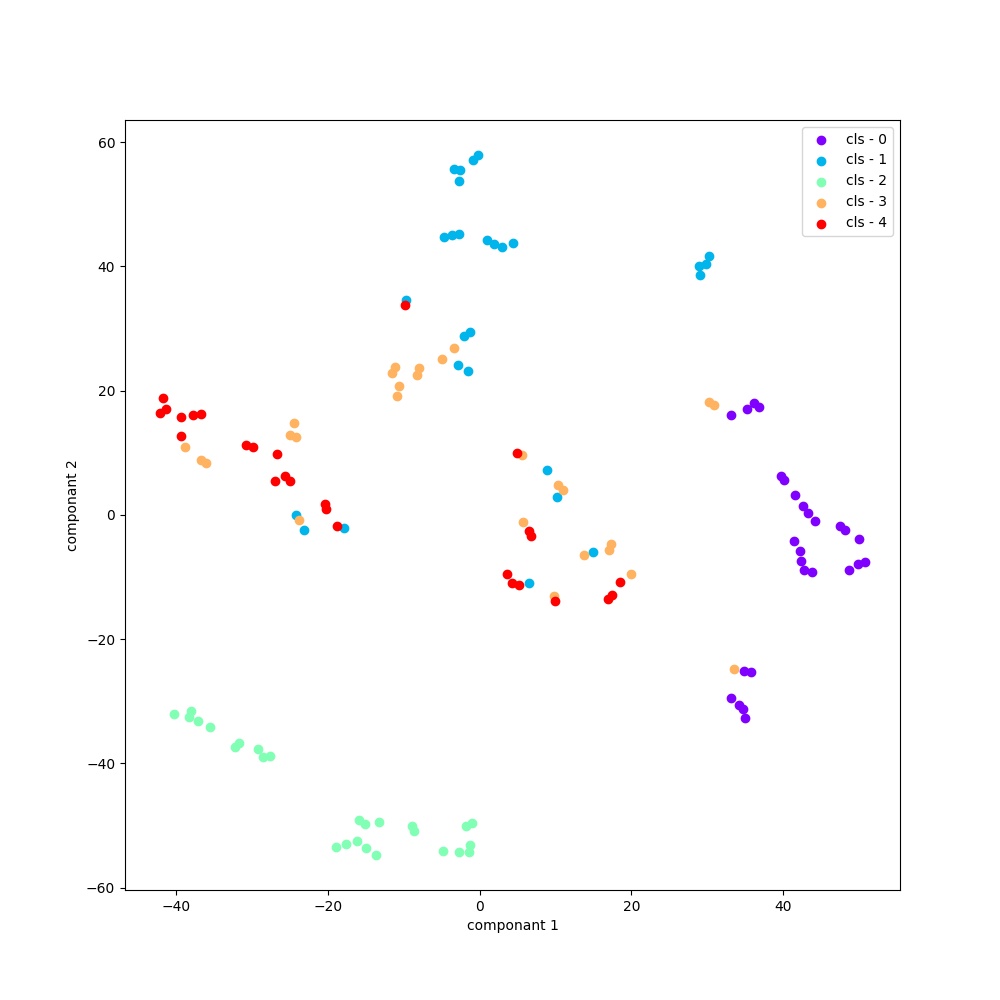 60
40
20
0
−20
−40
−60
−40
−20
0
20
40
componant 1
componant 2
cls - 0
cls - 1
cls - 2
cls - 3
cls - 4